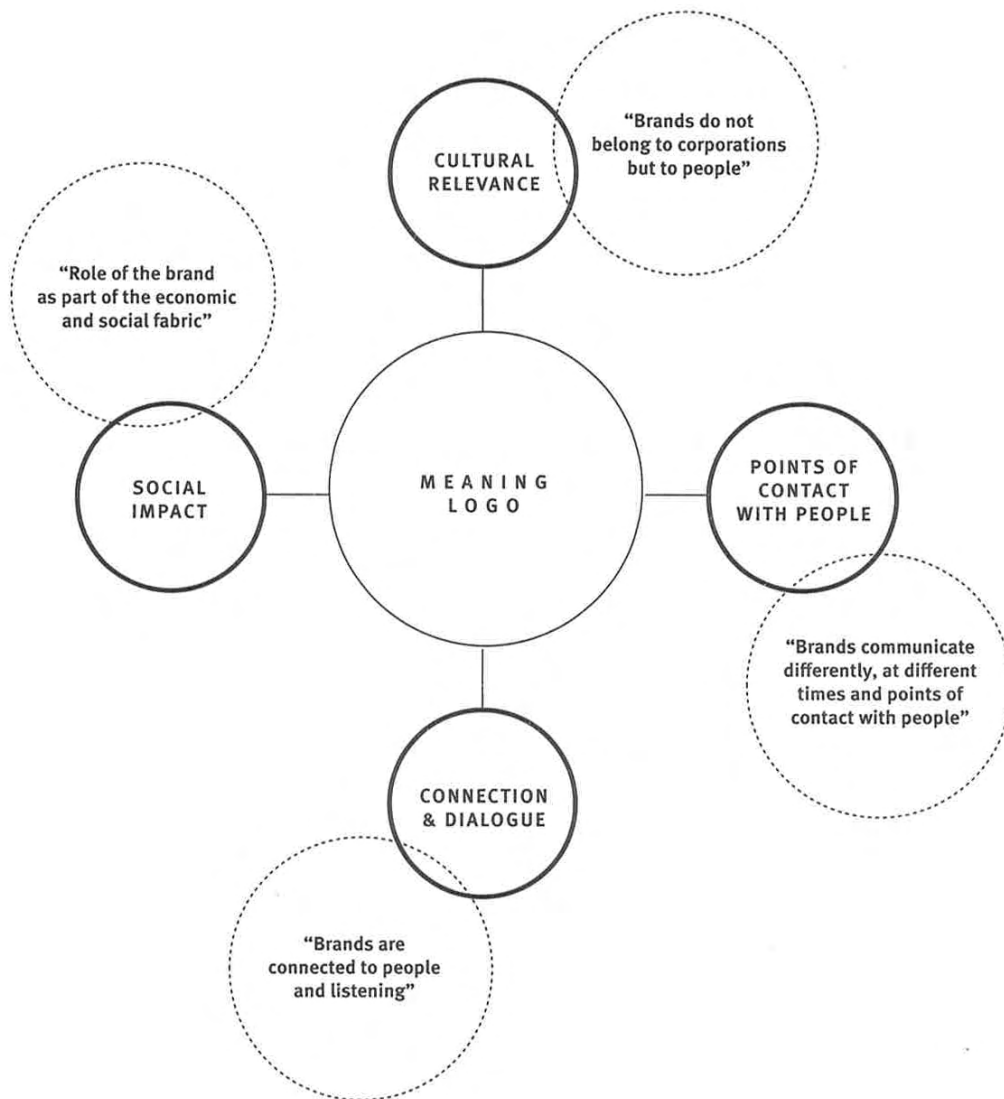 “Brands do not
belong to corporations
but to people”
CULTURAL
RELEVANCE
“Role of the brand
as part of the economic
and social fabric”
SOCIAL
IMPACT
MEANING
LOGO
POINTS OF
CONTACT
WITH PEOPLE
“Brands communicate
differently, at different
times and points of
contact with people”
CONNECTION
& DIALOGUE
“Brands are
connected to people
and listening”